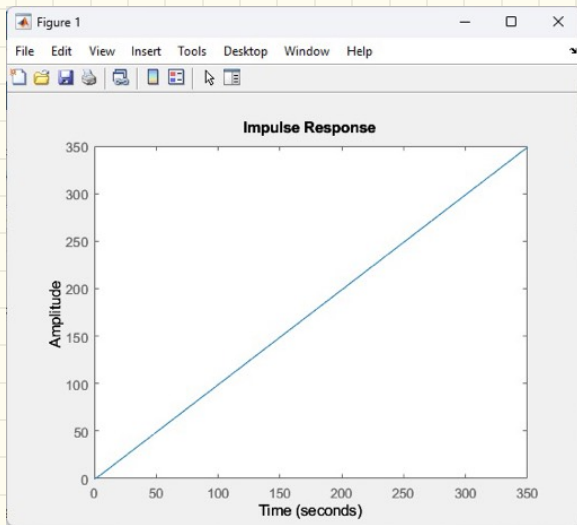 Figure 1
File Edit View Insert Tools Desktop Window Help
Impulse Response
350
300
250
200
150
100
50
0
Amplitude
0 50 100 150 200 250 300 350
Time (seconds)